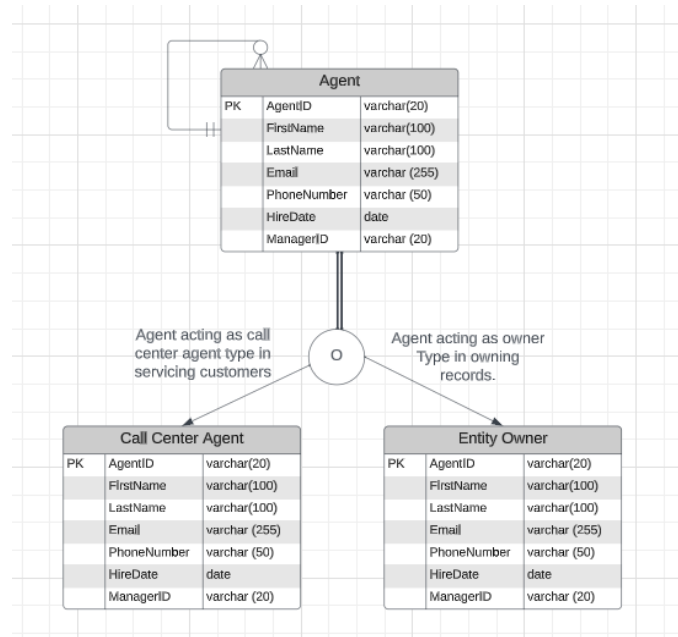 Agent
PK AgentID varchar(20)
FirstName varchar(100)
LastName varchar(100)
Email varchar (255)
PhoneNumber varchar (50)
HireDate date
ManagerID varchar (20)
Agent acting as call
center agent type in
servicing customers
O
Agent acting as owner
Type in owning
records.
Call Center Agent
PK AgentID varchar(20)
FirstName varchar(100)
LastName varchar(100)
Email varchar (255)
PhoneNumber varchar (50)
HireDate date
ManagerID varchar (20)
Entity Owner
PK AgentID varchar(20)
FirstName varchar(100)
LastName varchar(100)
Email varchar (255)
PhoneNumber varchar (50)
HireDate date
ManagerID varchar (20)